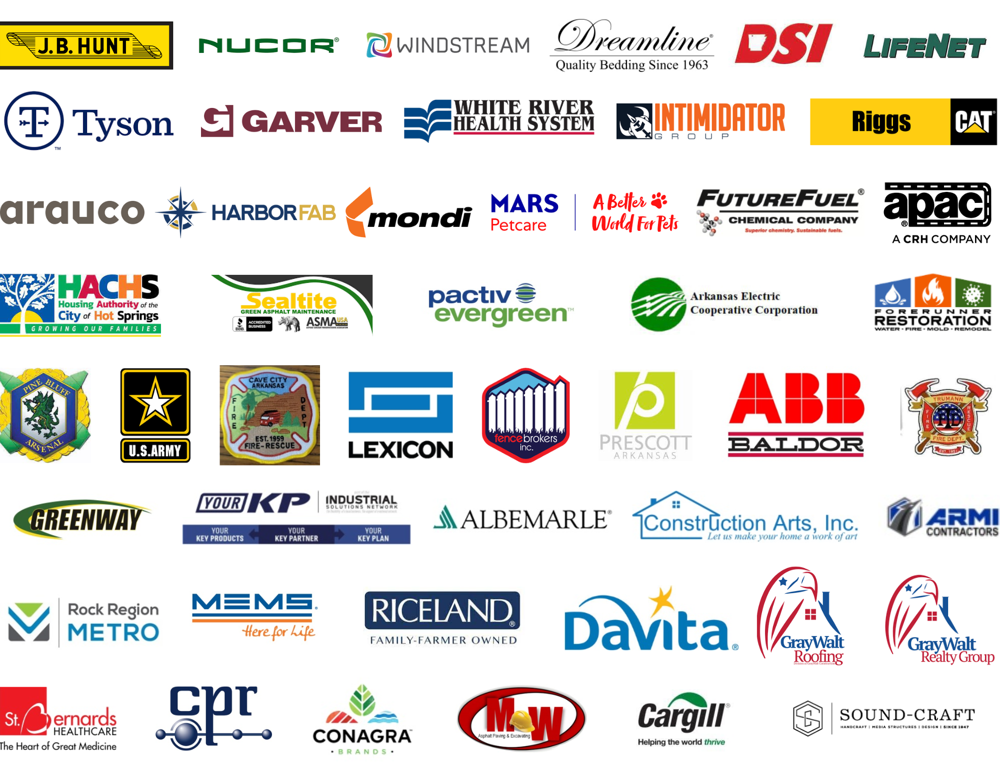 J.B. HUNT
NUCOR®
WINDSTREAM
Dreamline®
Quality Bedding Since 1963
DSI
LIFENET
T
Tyson
TM
G
GARVER
WHITE RIVER
HEALTH SYSTEM
INTIMIDATOR
GROUP
Riggs
CAT®
arauco
HARBORFAB
mondi
MARS
Petcare
A Better
World For Pets
FUTUREFUEL®
CHEMICAL COMPANY
Superior chemistry. Sustainable fuels.
apac®
A CRH COMPANY
HACHS
Housing Authority of the
City of Hot Springs
GROWING OUR FAMILIES
Sealtite
GREEN ASPHALT MAINTENANCE
BBB.
ACCREDITED
BUSINESS
ASMA USA
pactiv
evergreen™
Arkansas Electric
Cooperative Corporation
FORERUNNER
RESTORATION
WATER · FIRE · MOLD · REMODEL
PINE BLUFF
ARSENAL
U.S.ARMY
CAVE CITY
ARKANSAS
FIRE
DEPT
EST. 1959
FIRE-RESCUE
LEXICON
fencebrokers
inc.
p
PRESCOTT
ARKANSAS
ABB
BALDOR
TRUMANN
FIRE
RESCUE
FIRE DEPT.
GREENWAY
YOUR KP
INDUSTRIAL
SOLUTIONS NETWORK
YOUR
KEY PRODUCTS
YOUR
KEY PARTNER
YOUR
KEY PLAN
ALBEMARLE®
Construction Arts, Inc.
Let us make your home a work of art
ARMI
CONTRACTORS
Rock Region
METRO
MEMS®
Here for Life
RICELAND®
FAMILY-FARMER OWNED
DaVita®
GrayWalt
Roofing
GrayWalt
Realty Group
St. Bernards
HEALTHCARE
The Heart of Great Medicine
cpr
CONAGRA™
• BRANDS •
M W
Asphalt Paving & Excavating
Cargill®
Helping the world thrive
SOUND-CRAFT
HANDCRAFT | MEDIA STRUCTURES | DESIGN | SINCE 1947